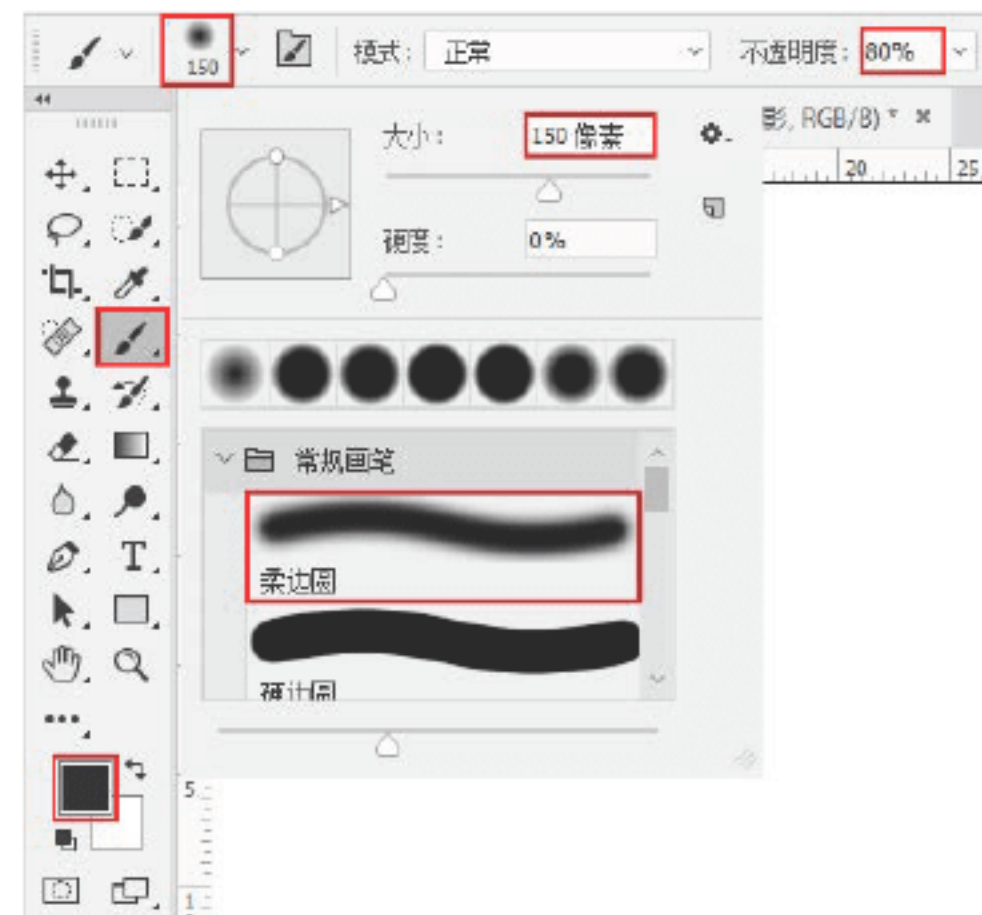 150
模式: 正常
不透明度: 80%
影, RGB/8) * ×
大小: 150 像素
20 25
硬度: 0%
常规画笔
柔边圆
硬边圆
T
5
1